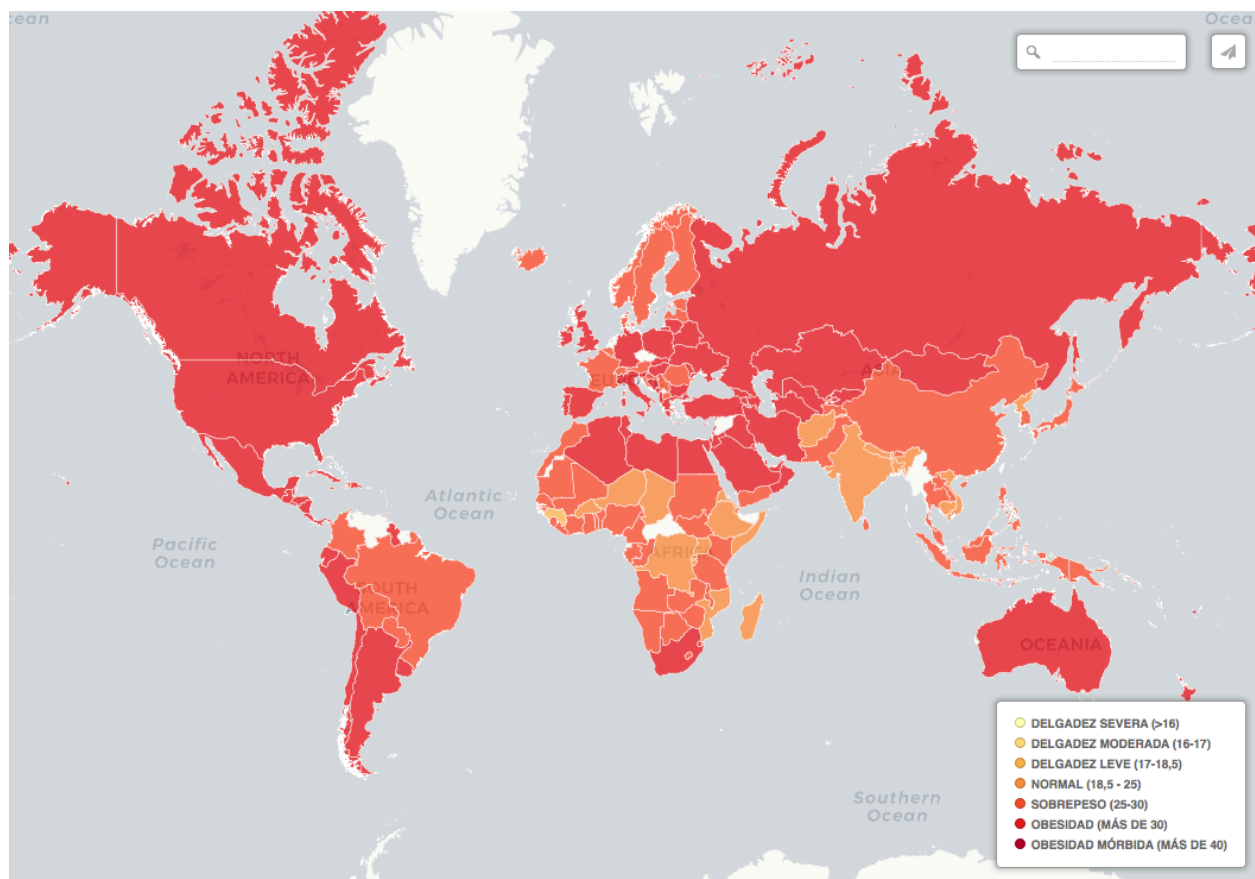 cean
Ocea
NORTH
AMERICA
EUROPE
ASIA
Atlantic
Ocean
Pacific
Ocean
AFRICA
SOUTH
AMERICA
Indian
Ocean
OCEANIA
Southern
Ocean
DELGADEZ SEVERA (>16)
DELGADEZ MODERADA (16-17)
DELGADEZ LEVE (17-18,5)
NORMAL (18,5 - 25)
SOBREPESO (25-30)
OBESIDAD (MÁS DE 30)
OBESIDAD MÓRBIDA (MÁS DE 40)